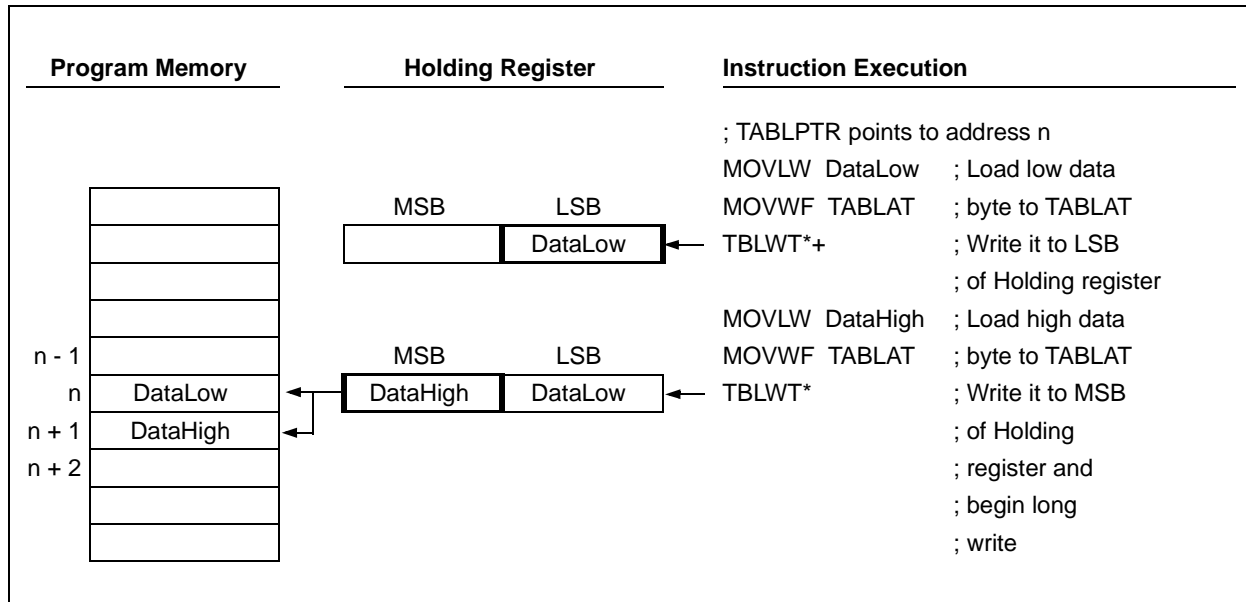 Program Memory    Holding Register    Instruction Execution
; TABLPTR points to address n
MOVLW DataLow ; Load low data
MSB LSB MOVWF TABLAT ; byte to TABLAT
DataLow TBLWT*+ ; Write it to LSB
; of Holding register
MOVLW DataHigh ; Load high data
n - 1 MSB LSB MOVWF TABLAT ; byte to TABLAT
n DataLow DataHigh DataLow TBLWT* ; Write it to MSB
n + 1 DataHigh ; of Holding
n + 2 ; register and
; begin long
; write